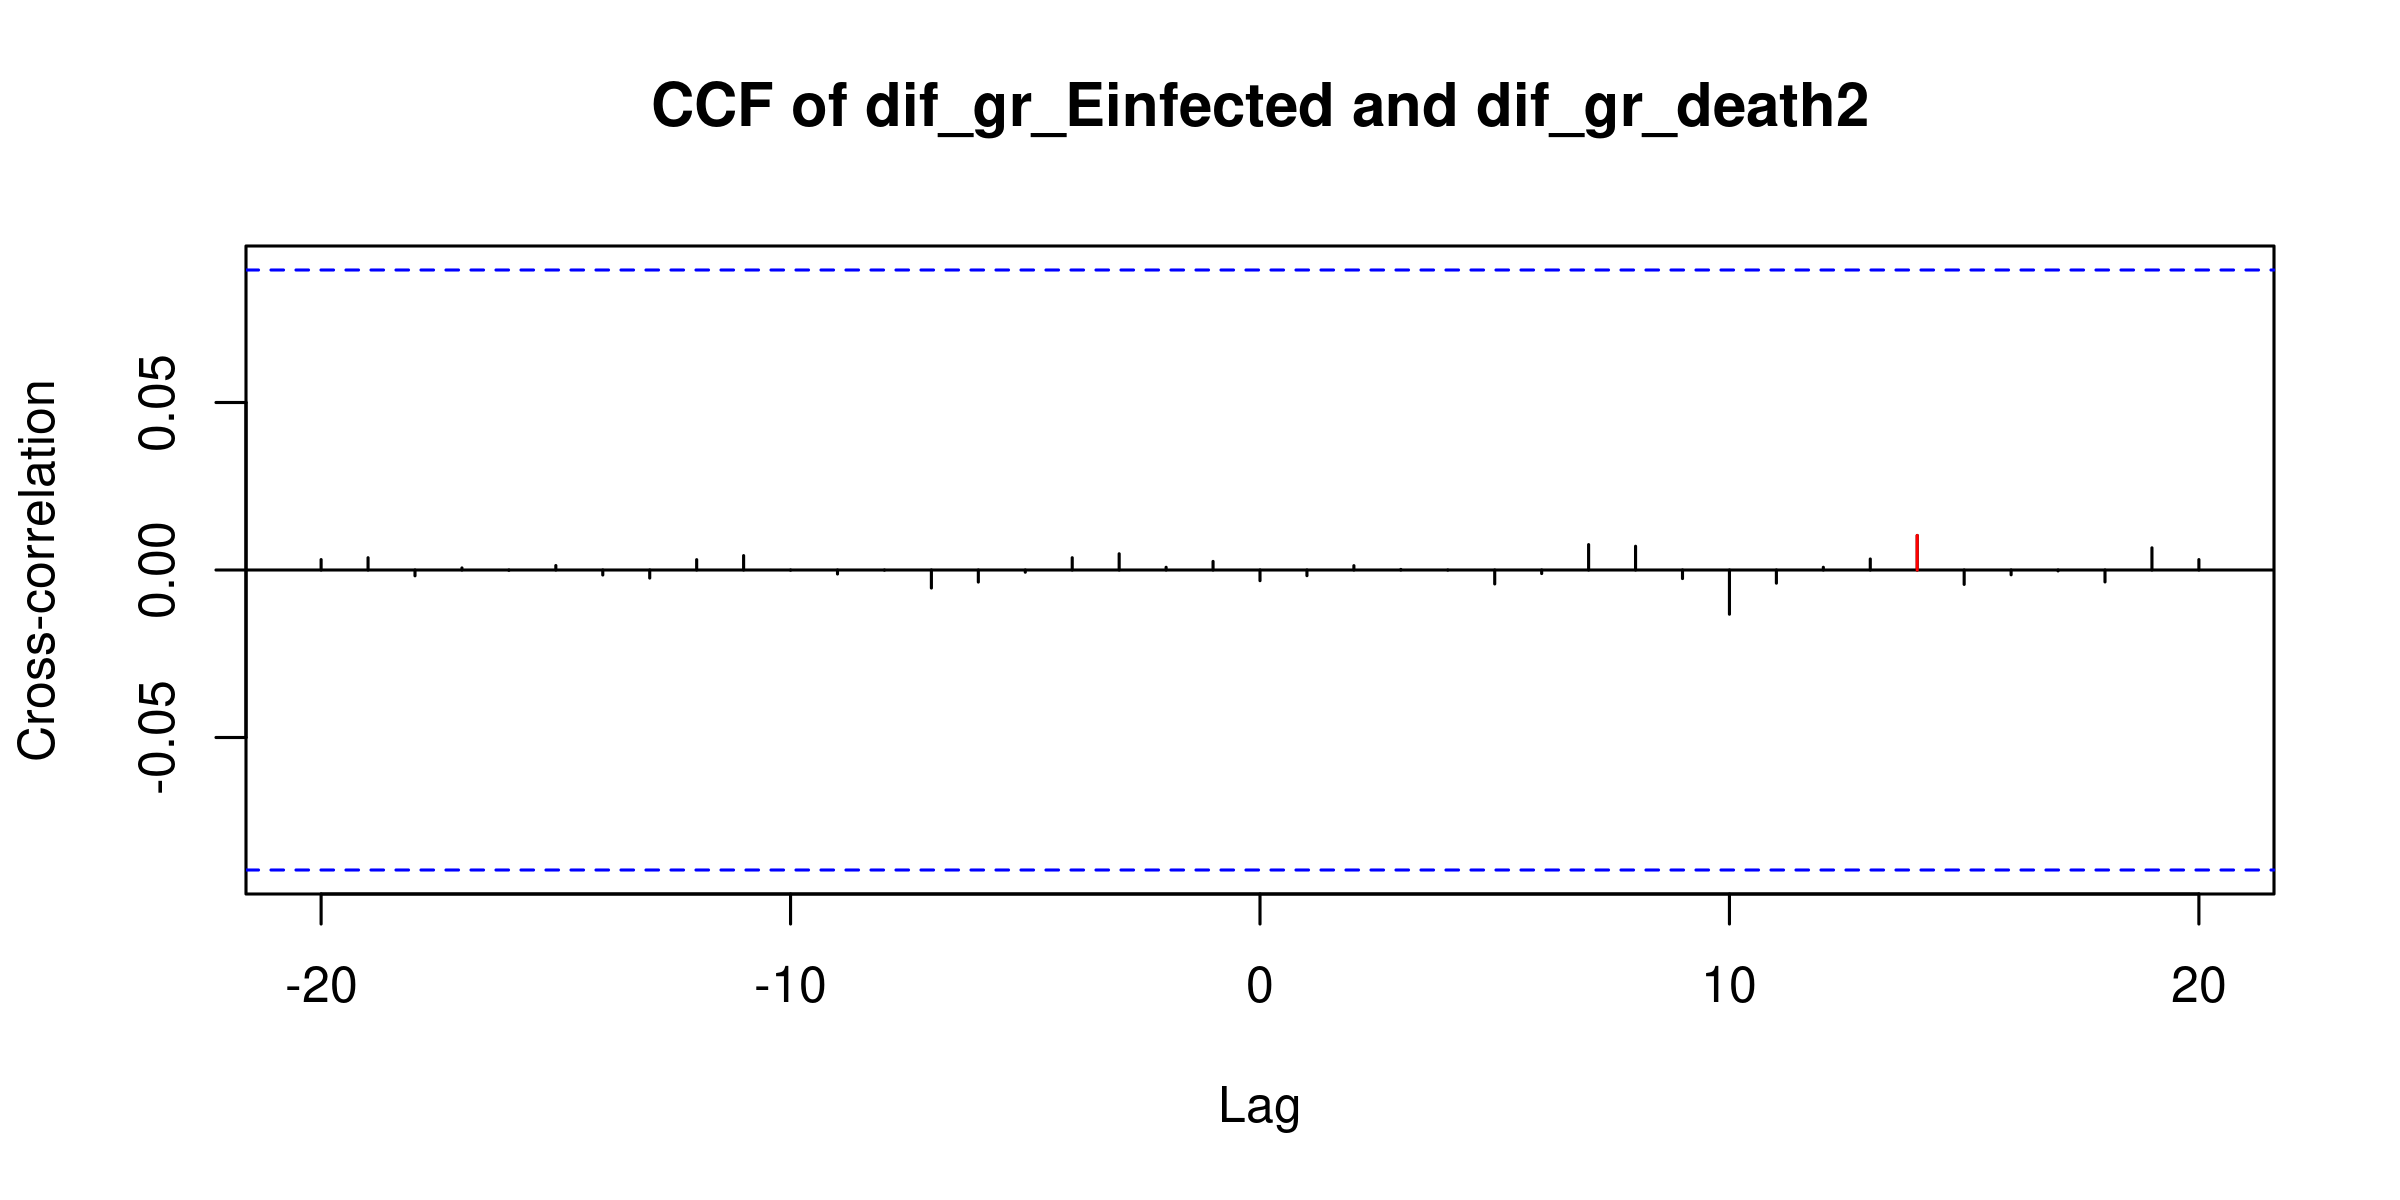 CCF of dif_gr_Einfected and dif_gr_death2
Cross-correlation
0.05
0.00
-0.05
-20
-10
0
10
20
Lag